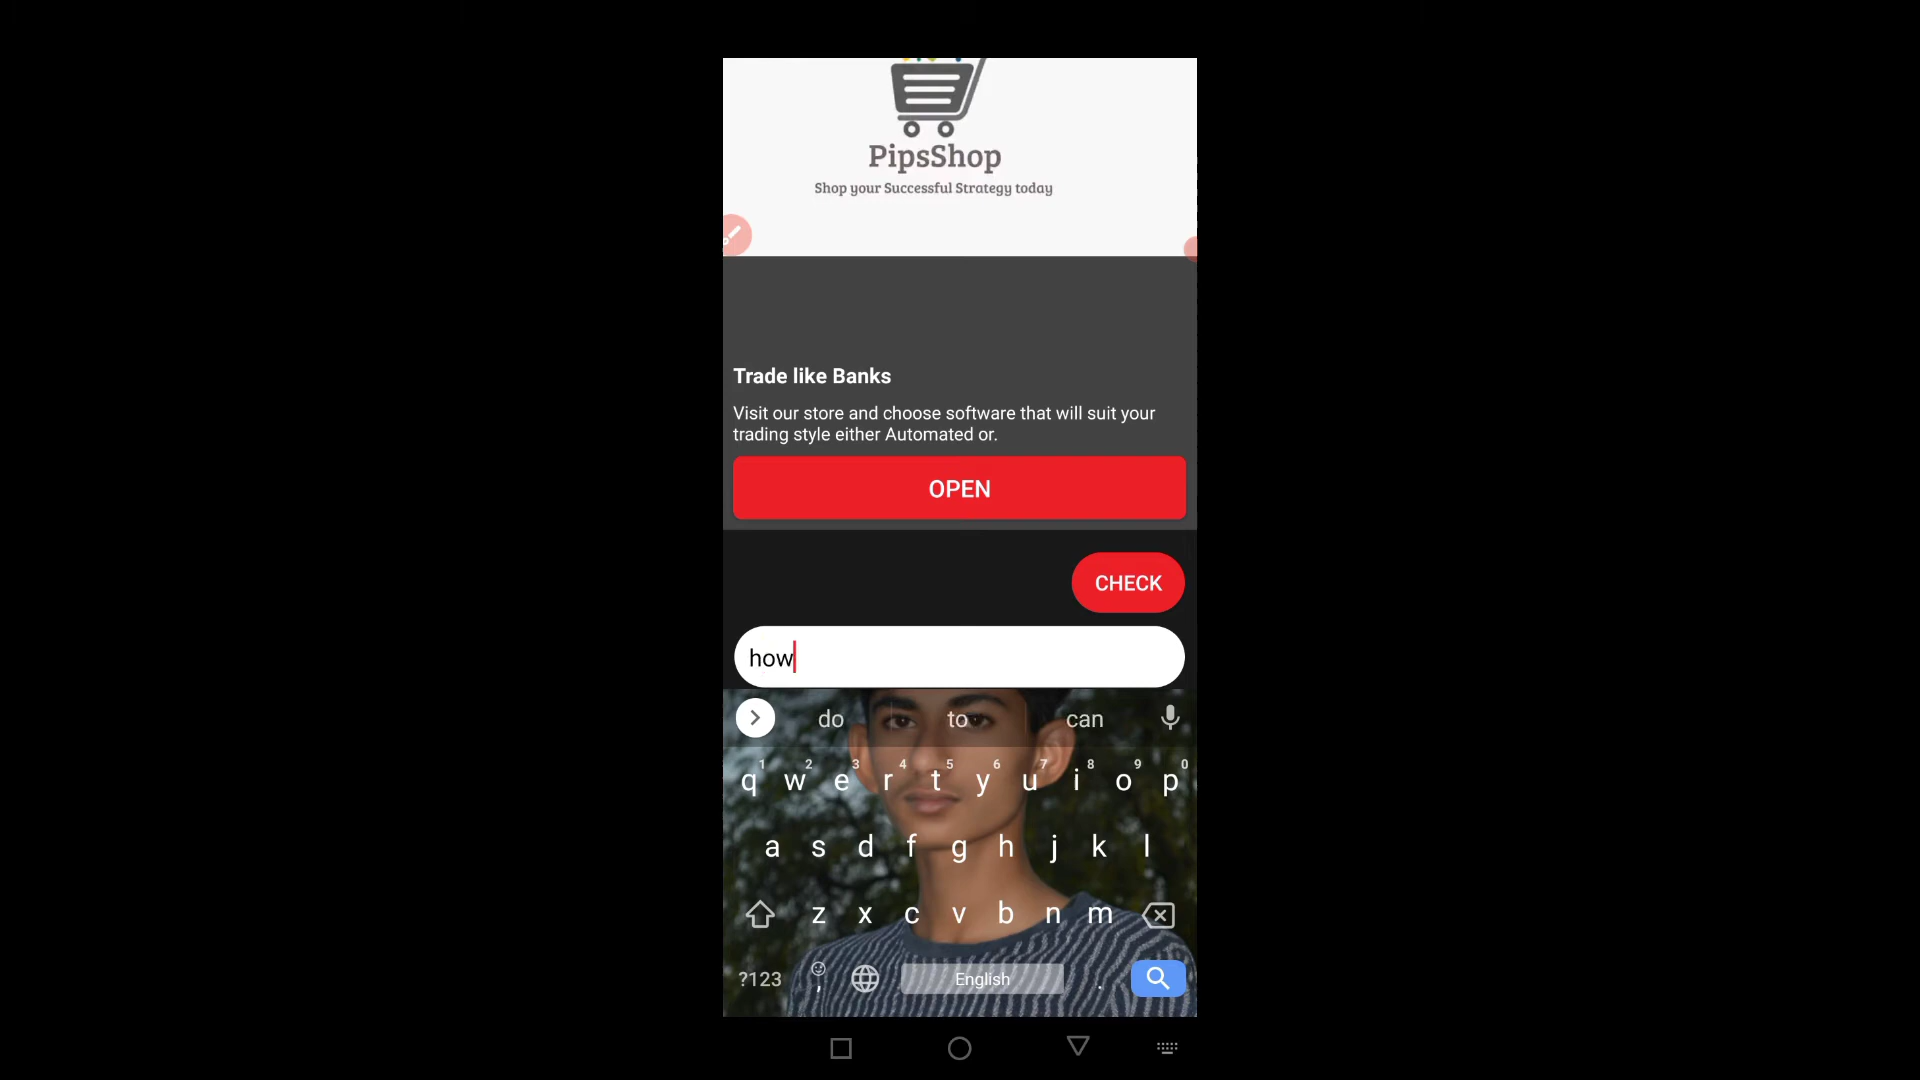 PipsShop
Shop your Successful Strategy today
Trade like Banks
Visit our store and choose software that will suit your
trading style either Automated or.
OPEN
CHECK
how
do to can
1 2 3 4 5 6 7 8 9 0
q w e r t y u i o p
a s d f g h j k l
z x c v b n m
?123 , English .